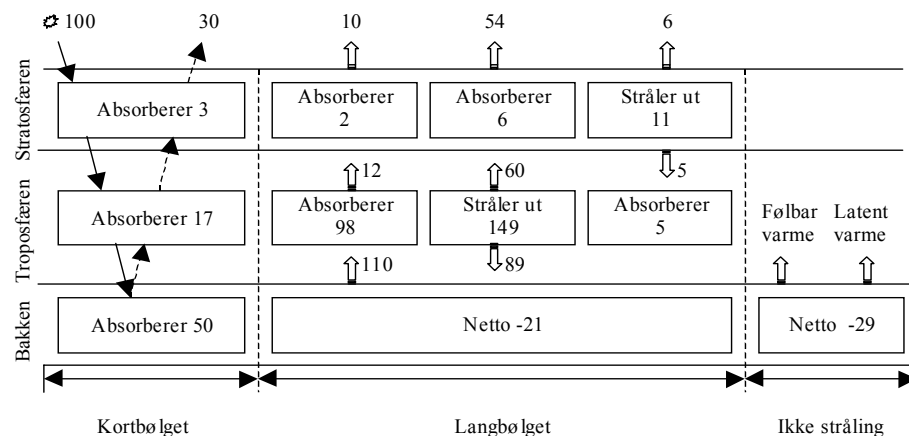 100 30 10 54 6
Stratosfæren
Absorberer 3
Absorberer
2
Absorberer
6
Stråler ut
11
12 60 5
Troposfæren
Absorberer 17
Absorberer
98
Stråler ut
149
Absorberer
5
Følbar
varme
Latent
varme
110 89
Bakken
Absorberer 50
Netto -21
Netto -29
Kortbølget Langbølget Ikke stråling